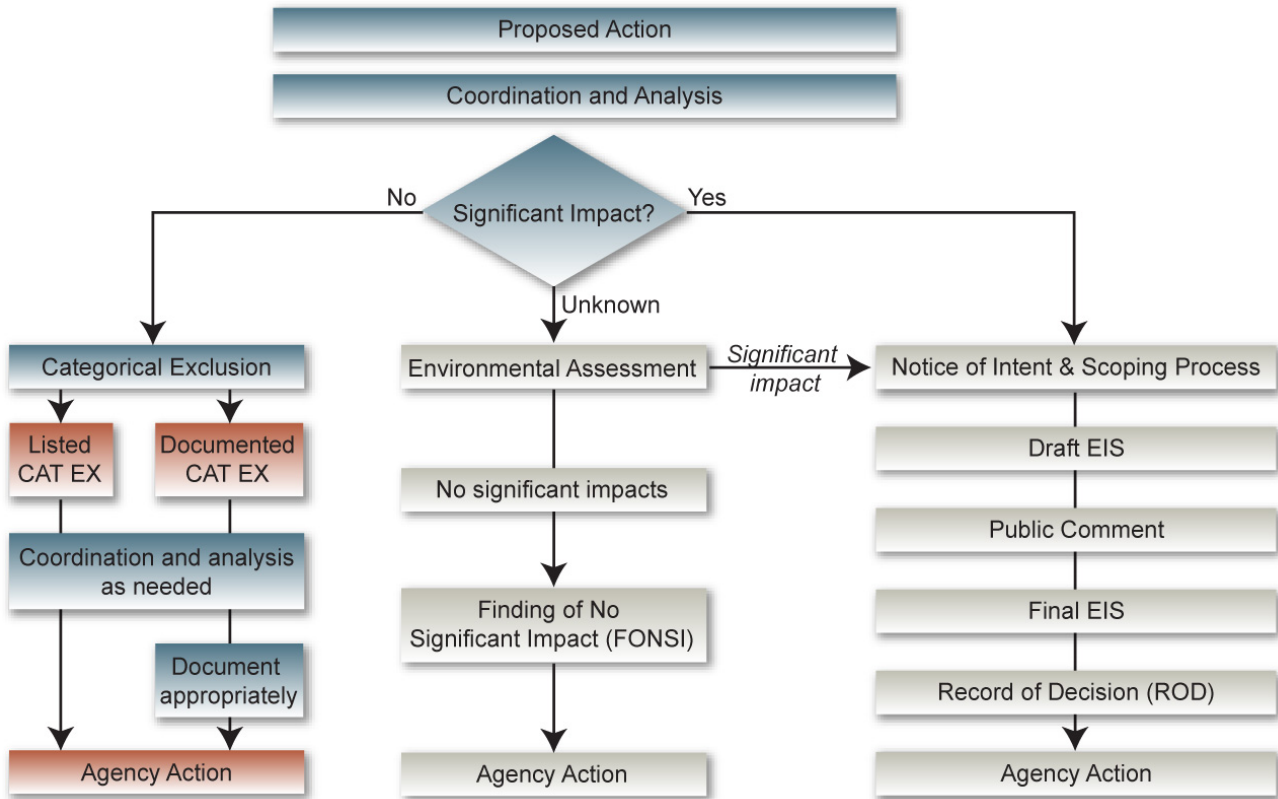 Proposed Action
Coordination and Analysis
No
Significant Impact?
Yes
Unknown
Categorical Exclusion
Listed
CAT EX
Documented
CAT EX
Coordination and analysis
as needed
Document
appropriately
Agency Action
Environmental Assessment
Significant
impact
No significant impacts
Finding of No
Significant Impact (FONSI)
Agency Action
Notice of Intent & Scoping Process
Draft EIS
Public Comment
Final EIS
Record of Decision (ROD)
Agency Action